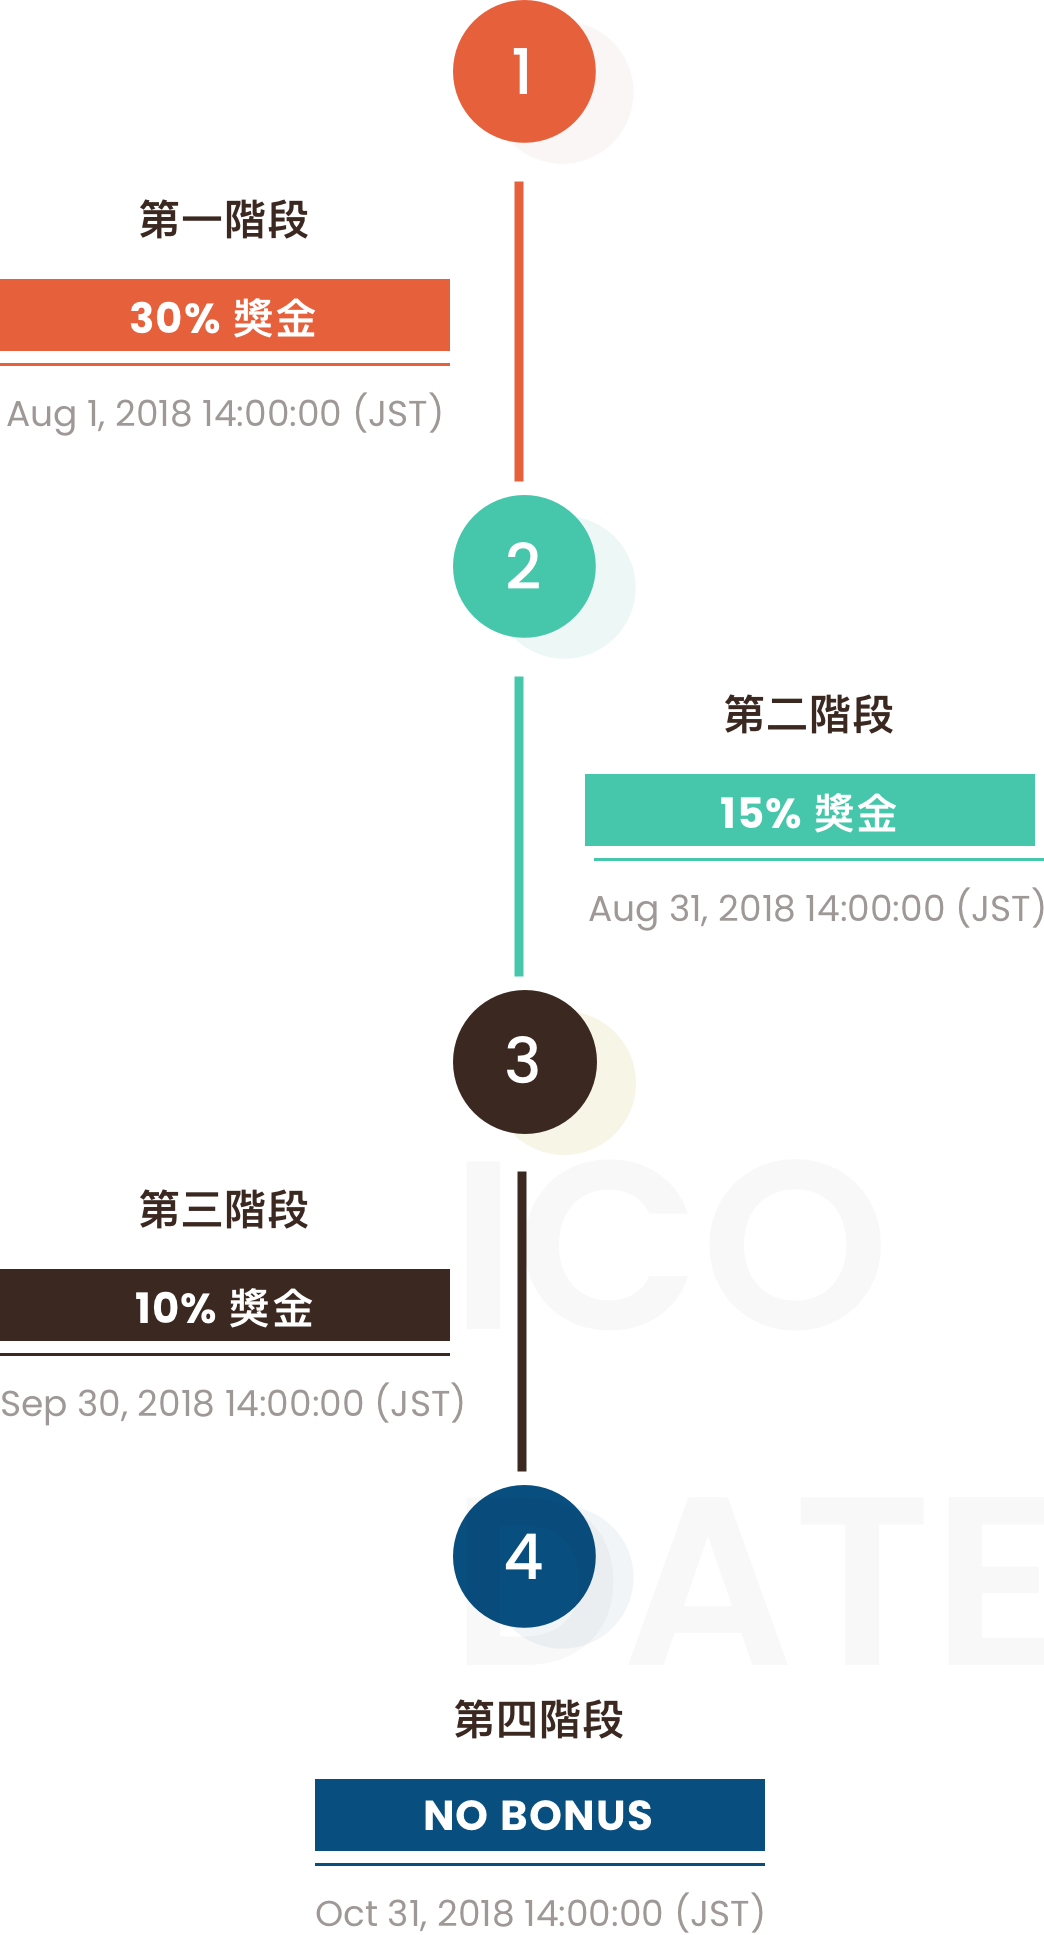 1
第一階段
30% 獎金
Aug 1, 2018 14:00:00 (JST)
2
第二階段
15% 獎金
Aug 31, 2018 14:00:00 (JST)
3
ICO
第三階段
10% 獎金
Sep 30, 2018 14:00:00 (JST)
4
DATE
第四階段
NO BONUS
Oct 31, 2018 14:00:00 (JST)